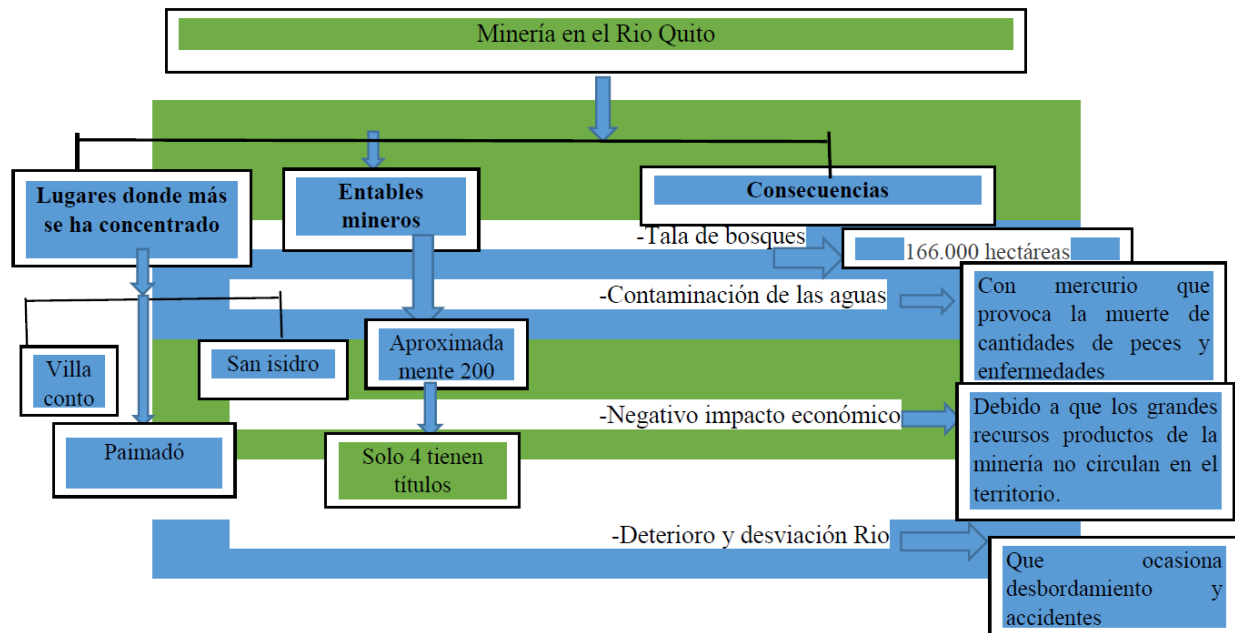 Minería en el Rio Quito
Lugares donde más
se ha concentrado
Villa
conto
San isidro
Paimadó
Entables
mineros
Aproximada
mente 200
Solo 4 tienen
títulos
Consecuencias
-Tala de bosques
166.000 hectáreas
-Contaminación de las aguas
Con mercurio que
provoca la muerte de
cantidades de peces y
enfermedades
-Negativo impacto económico
Debido a que los grandes
recursos productos de la
minería no circulan en el
territorio.
-Deterioro y desviación Rio
Que ocasiona
desbordamiento y
accidentes